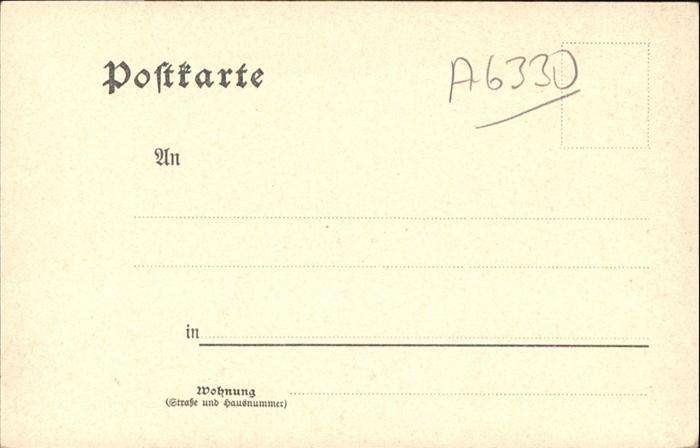 Poſtkarte
A6330
An
in
Wohnung
(Straße und Hausnummer)